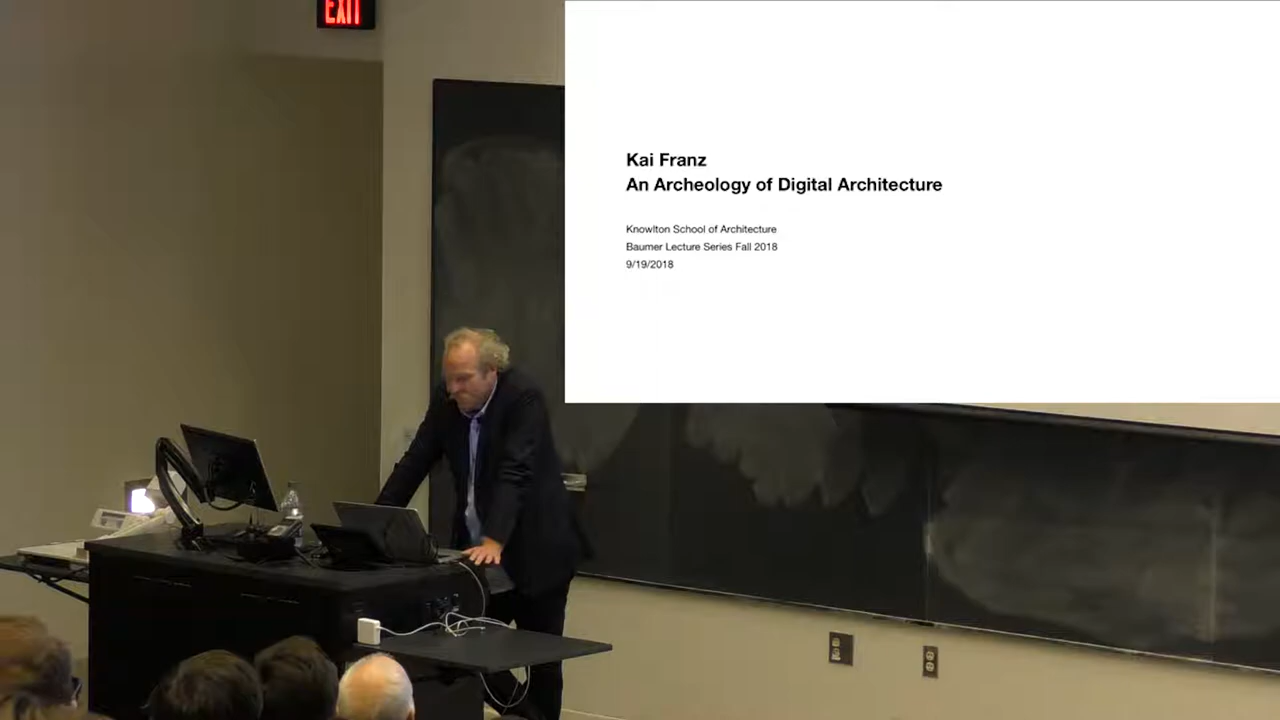 EXIT
Kai Franz
An Archeology of Digital Architecture
Knowlton School of Architecture
Baumer Lecture Series Fall 2018
9/19/2018